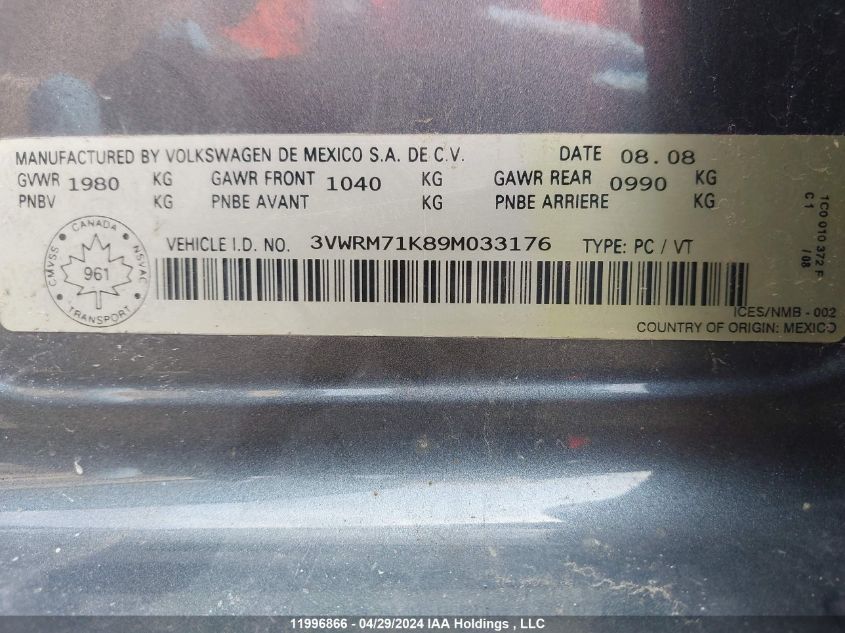 MANUFACTURED BY VOLKSWAGEN DE MEXICO S.A. DE C.V. DATE 08.08
GVWR 1980 KG GAWR FRONT 1040 KG GAWR REAR 0990 KG
PNBV KG PNBE AVANT KG PNBE ARRIERE KG
VEHICLE I.D. NO. 3VWRM71K89M033176 TYPE: PC / VT
CANADA
CMVSS 961 NSVAC
TRANSPORT
1C0 010 372 F
C 1 /08
ICES/NMB - 002
COUNTRY OF ORIGIN: MEXICO
11996866 - 04/29/2024 IAA Holdings , LLC